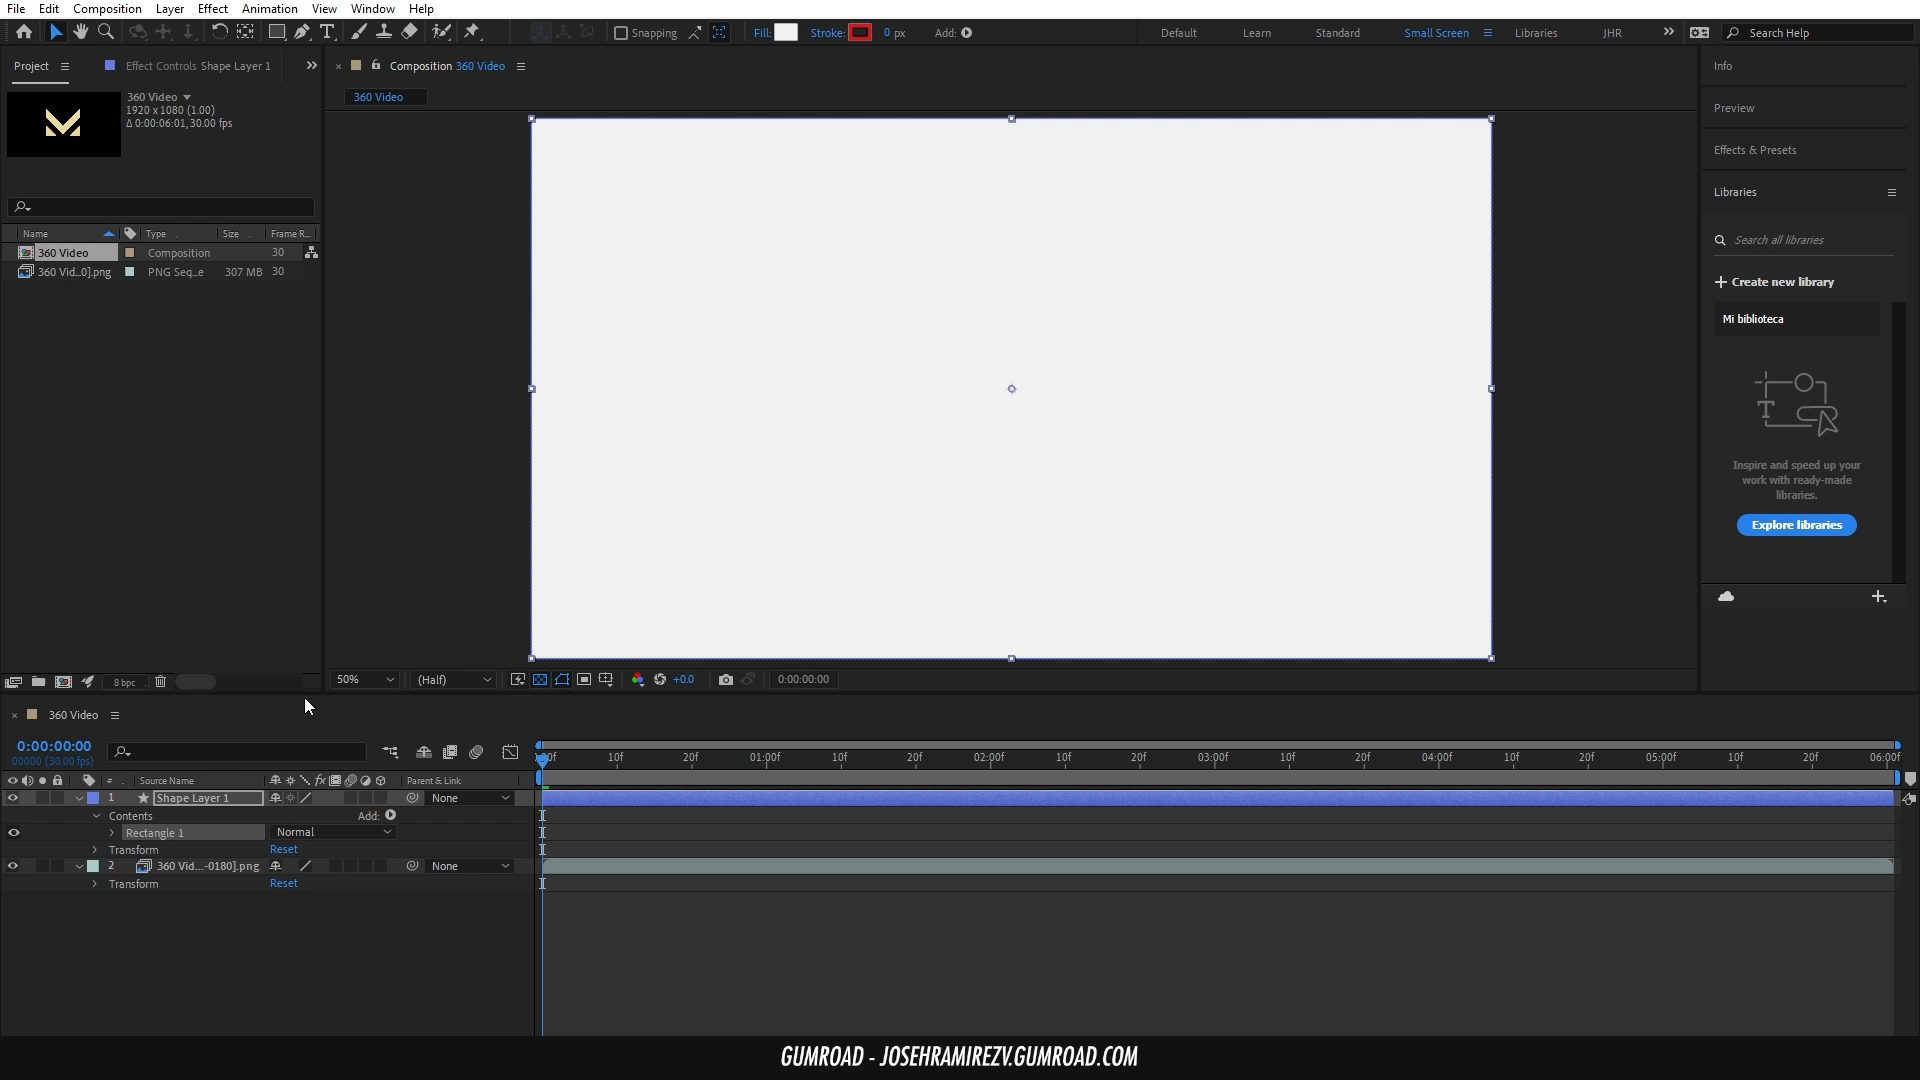 File Edit Composition Layer Effect Animation View Window Help
Snapping Fill: Stroke: 0 px Add: Default Learn Standard Small Screen Libraries JHR Search Help
Project Effect Controls Shape Layer 1
Composition 360 Video
360 Video
360 Video
1920 x 1080 (1.00)
Δ 0:00:06:01, 30.00 fps
Name Type Size Frame R...
360 Video Composition 30
360 Vid...0].png PNG Seq...e 307 MB 30
Info
Preview
Effects & Presets
Libraries
Search all libraries
Create new library
Mi biblioteca
Inspire and speed up your
work with ready-made
libraries.
Explore libraries
8 bpc
50% (Half) +0.0 0:00:00:00
360 Video
0:00:00:00
00000 (30.00 fps)
:00f 10f 20f 01:00f 10f 20f 02:00f 10f 20f 03:00f 10f 20f 04:00f 10f 20f 05:00f 10f 20f 06:00f
# Source Name fx Parent & Link
1 Shape Layer 1 None
Contents Add:
Rectangle 1 Normal
Transform Reset
2 360 Vid...-0180].png None
Transform Reset
GUMROAD - JOSEHRAMIREZV.GUMROAD.COM